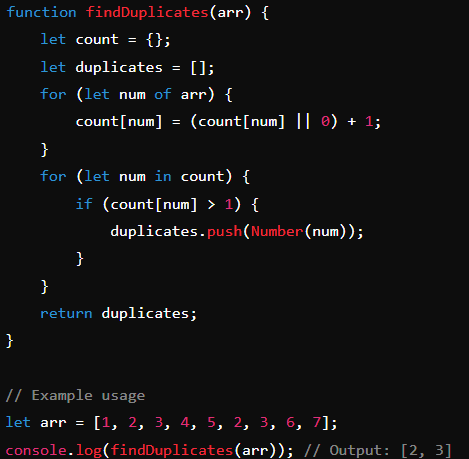 function findDuplicates(arr) {
    let count = {};
    let duplicates = [];
    for (let num of arr) {
        count[num] = (count[num] || 0) + 1;
    }
    for (let num in count) {
        if (count[num] > 1) {
            duplicates.push(Number(num));
        }
    }
    return duplicates;
}

// Example usage
let arr = [1, 2, 3, 4, 5, 2, 3, 6, 7];
console.log(findDuplicates(arr)); // Output: [2, 3]